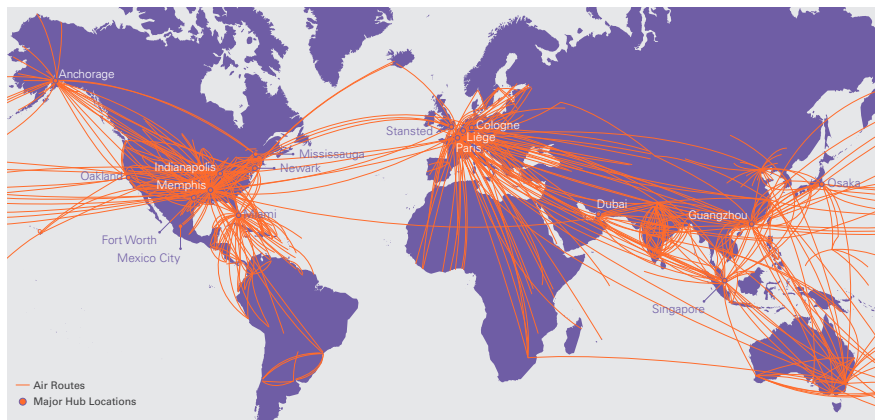 Anchorage
Stansted
Cologne
Liège
Paris
Indianapolis
Mississauga
Newark
Oakland
Memphis
Osaka
Miami
Dubai
Guangzhou
Fort Worth
Mexico City
Singapore
Air Routes
Major Hub Locations